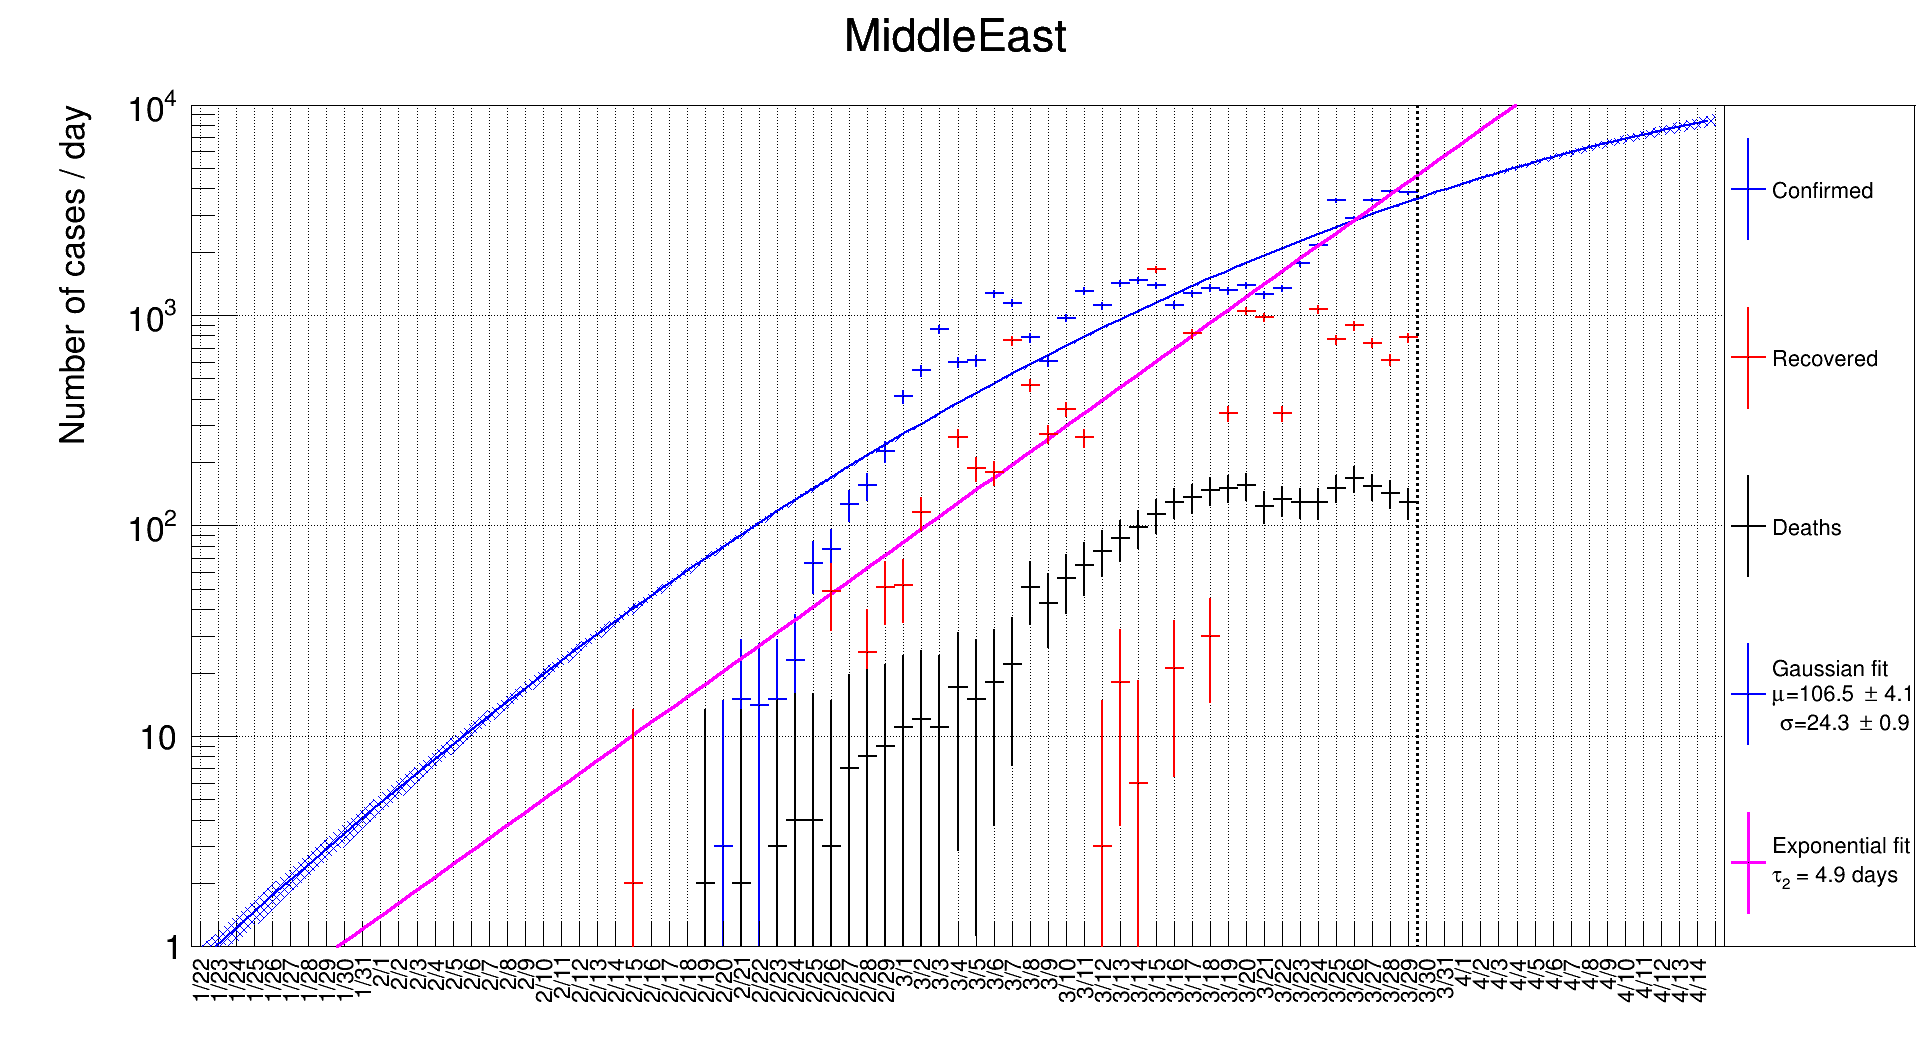 MiddleEast
Number of cases / day
10⁴
10³
10²
10
1
1/22 1/23 1/24 1/25 1/26 1/27 1/28 1/29 1/30 1/31 2/1 2/2 2/3 2/4 2/5 2/6 2/7 2/8 2/9 2/10 2/11 2/12 2/13 2/14 2/15 2/16 2/17 2/18 2/19 2/20 2/21 2/22 2/23 2/24 2/25 2/26 2/27 2/28 2/29 3/1 3/2 3/3 3/4 3/5 3/6 3/7 3/8 3/9 3/10 3/11 3/12 3/13 3/14 3/15 3/16 3/17 3/18 3/19 3/20 3/21 3/22 3/23 3/24 3/25 3/26 3/27 3/28 3/29 3/30 3/31 4/1 4/2 4/3 4/4 4/5 4/6 4/7 4/8 4/9 4/10 4/11 4/12 4/13 4/14
Confirmed
Recovered
Deaths
Gaussian fit
μ=106.5 ± 4.1
σ=24.3 ± 0.9
Exponential fit
τ₂ = 4.9 days